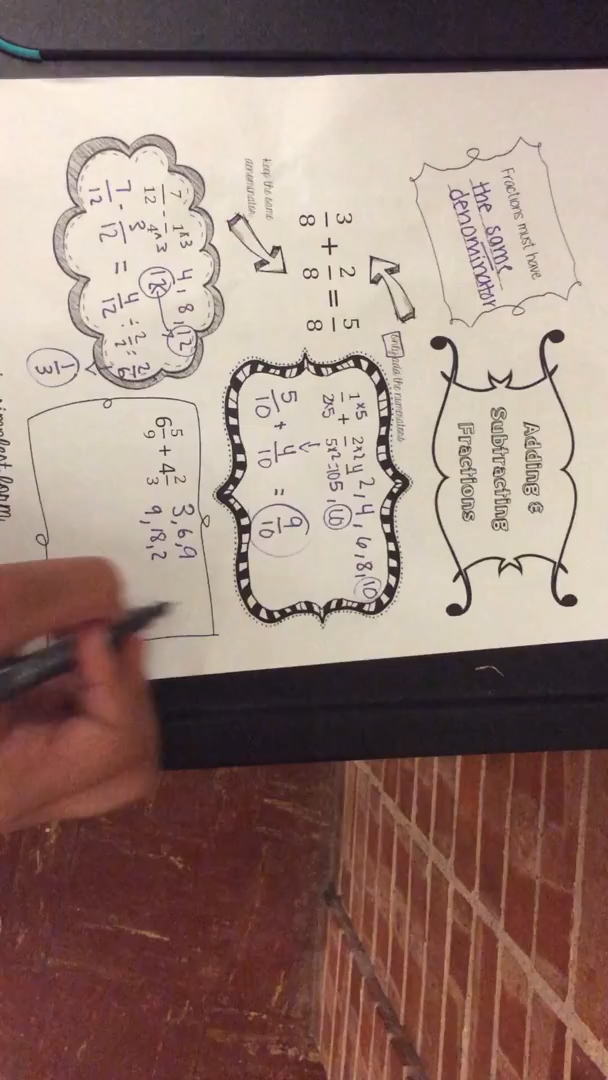 Adding &
Subtracting
Fractions
Fractions must have
the same
denominator
3/8 + 2/8 = 5/8
only add the numerators
keep the same
denominator
1×5/2×5 + 2×2/5×2=10
2, 4, 6, 8, 10
5, 10
5/10 + 4/10 = 9/10
7/12 - 1×3/4×3
4, 8, 12
12
7/12 - 3/12 = 4/12 ÷ 2/2 = 2/6
1/3
6 5/9 + 4 2/3
3, 6, 9
9, 18, 2
simplest form